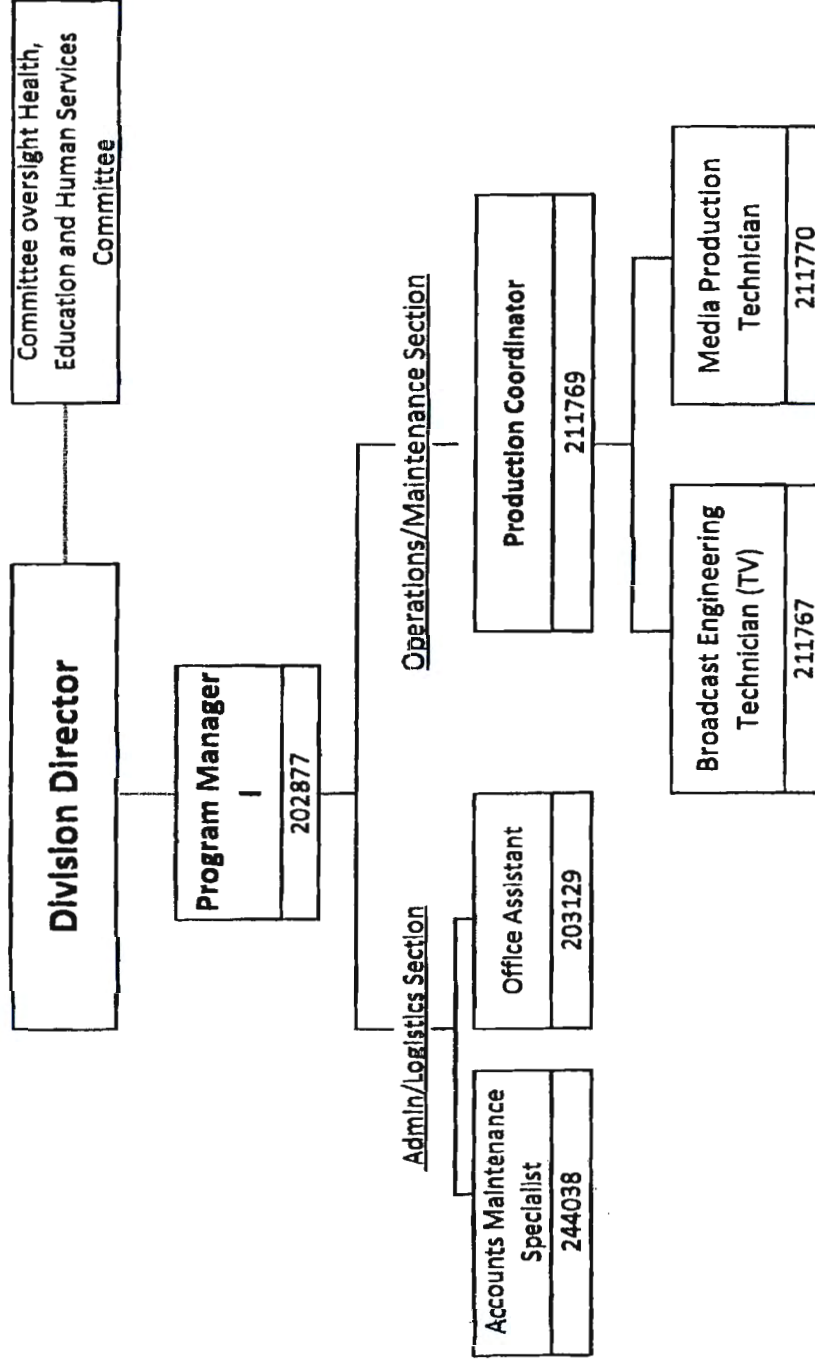 Committee oversight Health,
Education and Human Services
Committee
Division Director
Program Manager
I
202877
Admin/Logistics Section
Operations/Maintenance Section
Accounts Maintenance
Specialist
244038
Office Assistant
203129
Production Coordinator
211769
Broadcast Engineering
Technician (TV)
211767
Media Production
Technician
211770